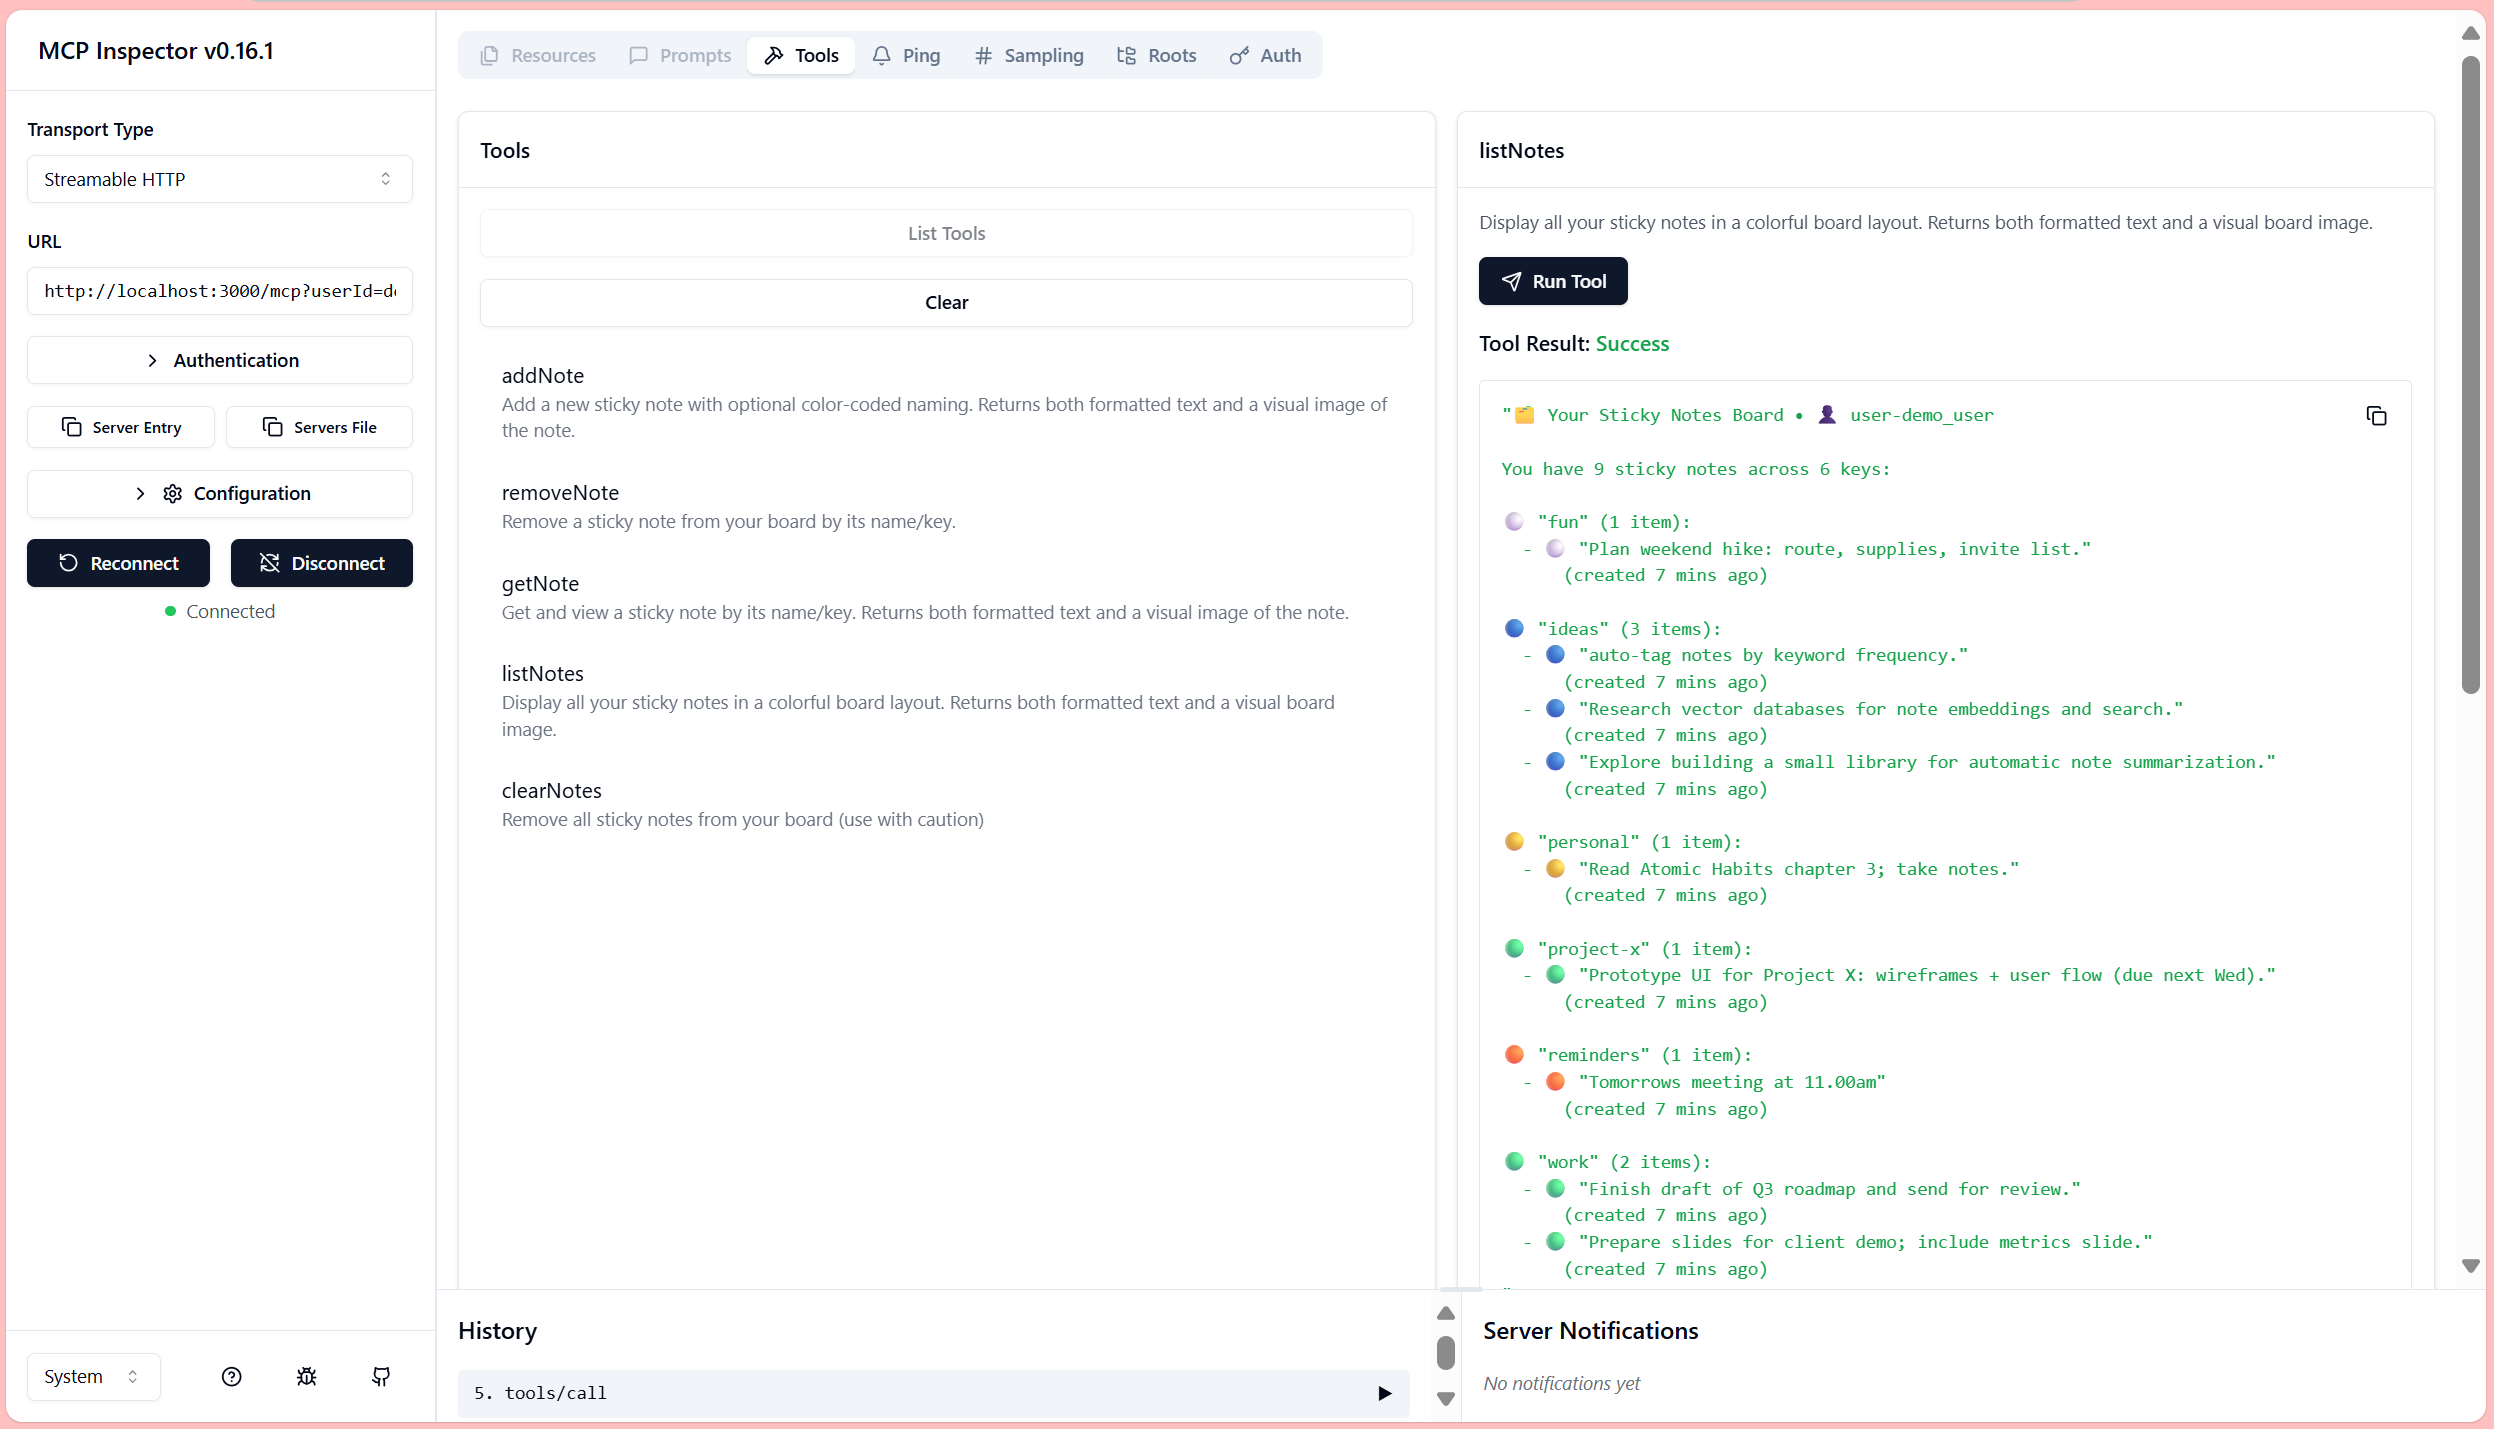 MCP Inspector v0.16.1
Transport Type
Streamable HTTP
URL
http://localhost:3000/mcp?userId=d
Authentication
Server Entry
Servers File
Configuration
Reconnect
Disconnect
Connected
System
Resources
Prompts
Tools
Ping
Sampling
Roots
Auth
Tools
List Tools
Clear
addNote
Add a new sticky note with optional color-coded naming. Returns both formatted text and a visual image of
the note.
removeNote
Remove a sticky note from your board by its name/key.
getNote
Get and view a sticky note by its name/key. Returns both formatted text and a visual image of the note.
listNotes
Display all your sticky notes in a colorful board layout. Returns both formatted text and a visual board
image.
clearNotes
Remove all sticky notes from your board (use with caution)
listNotes
Display all your sticky notes in a colorful board layout. Returns both formatted text and a visual board image.
Run Tool
Tool Result: Success
"🗂️ Your Sticky Notes Board • 👤 user-demo_user
You have 9 sticky notes across 6 keys:
"fun" (1 item):
- "Plan weekend hike: route, supplies, invite list."
(created 7 mins ago)
"ideas" (3 items):
- "auto-tag notes by keyword frequency."
(created 7 mins ago)
- "Research vector databases for note embeddings and search."
(created 7 mins ago)
- "Explore building a small library for automatic note summarization."
(created 7 mins ago)
"personal" (1 item):
- "Read Atomic Habits chapter 3; take notes."
(created 7 mins ago)
"project-x" (1 item):
- "Prototype UI for Project X: wireframes + user flow (due next Wed)."
(created 7 mins ago)
"reminders" (1 item):
- "Tomorrows meeting at 11.00am"
(created 7 mins ago)
"work" (2 items):
- "Finish draft of Q3 roadmap and send for review."
(created 7 mins ago)
- "Prepare slides for client demo; include metrics slide."
(created 7 mins ago)
"
History
5. tools/call
Server Notifications
No notifications yet